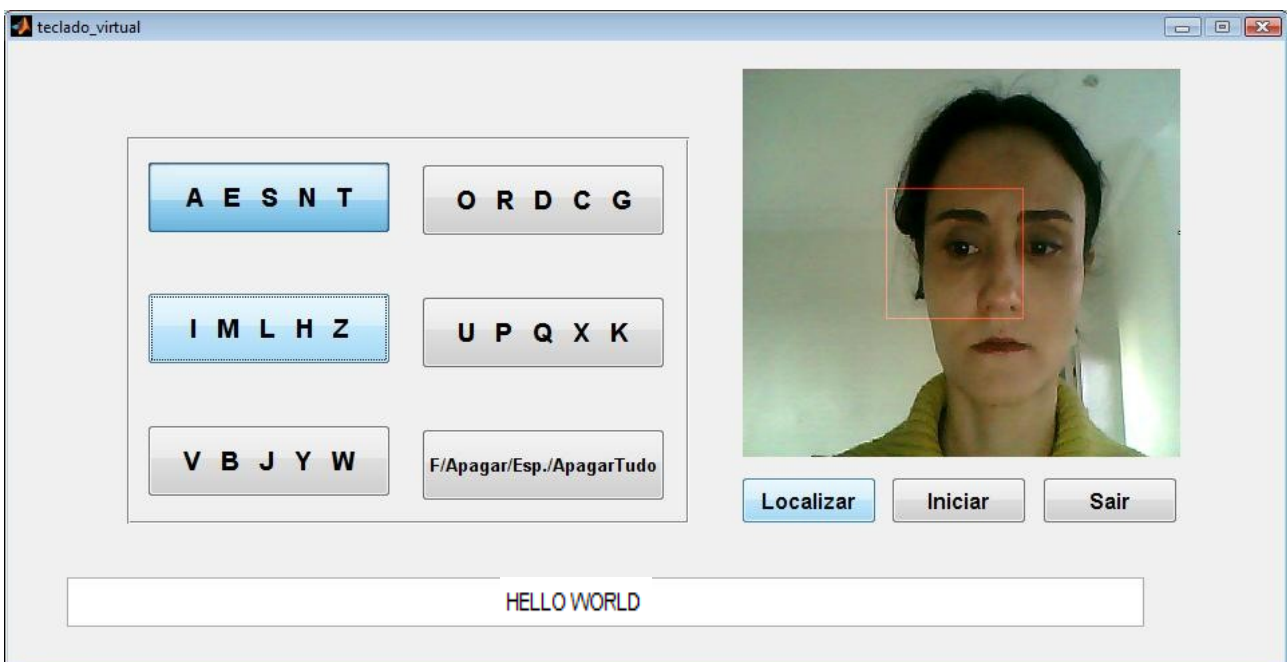 teclado_virtual
A E S N T
O R D C G
I M L H Z
U P Q X K
V B J Y W
F/Apagar/Esp./ApagarTudo
Localizar
Iniciar
Sair
HELLO WORLD